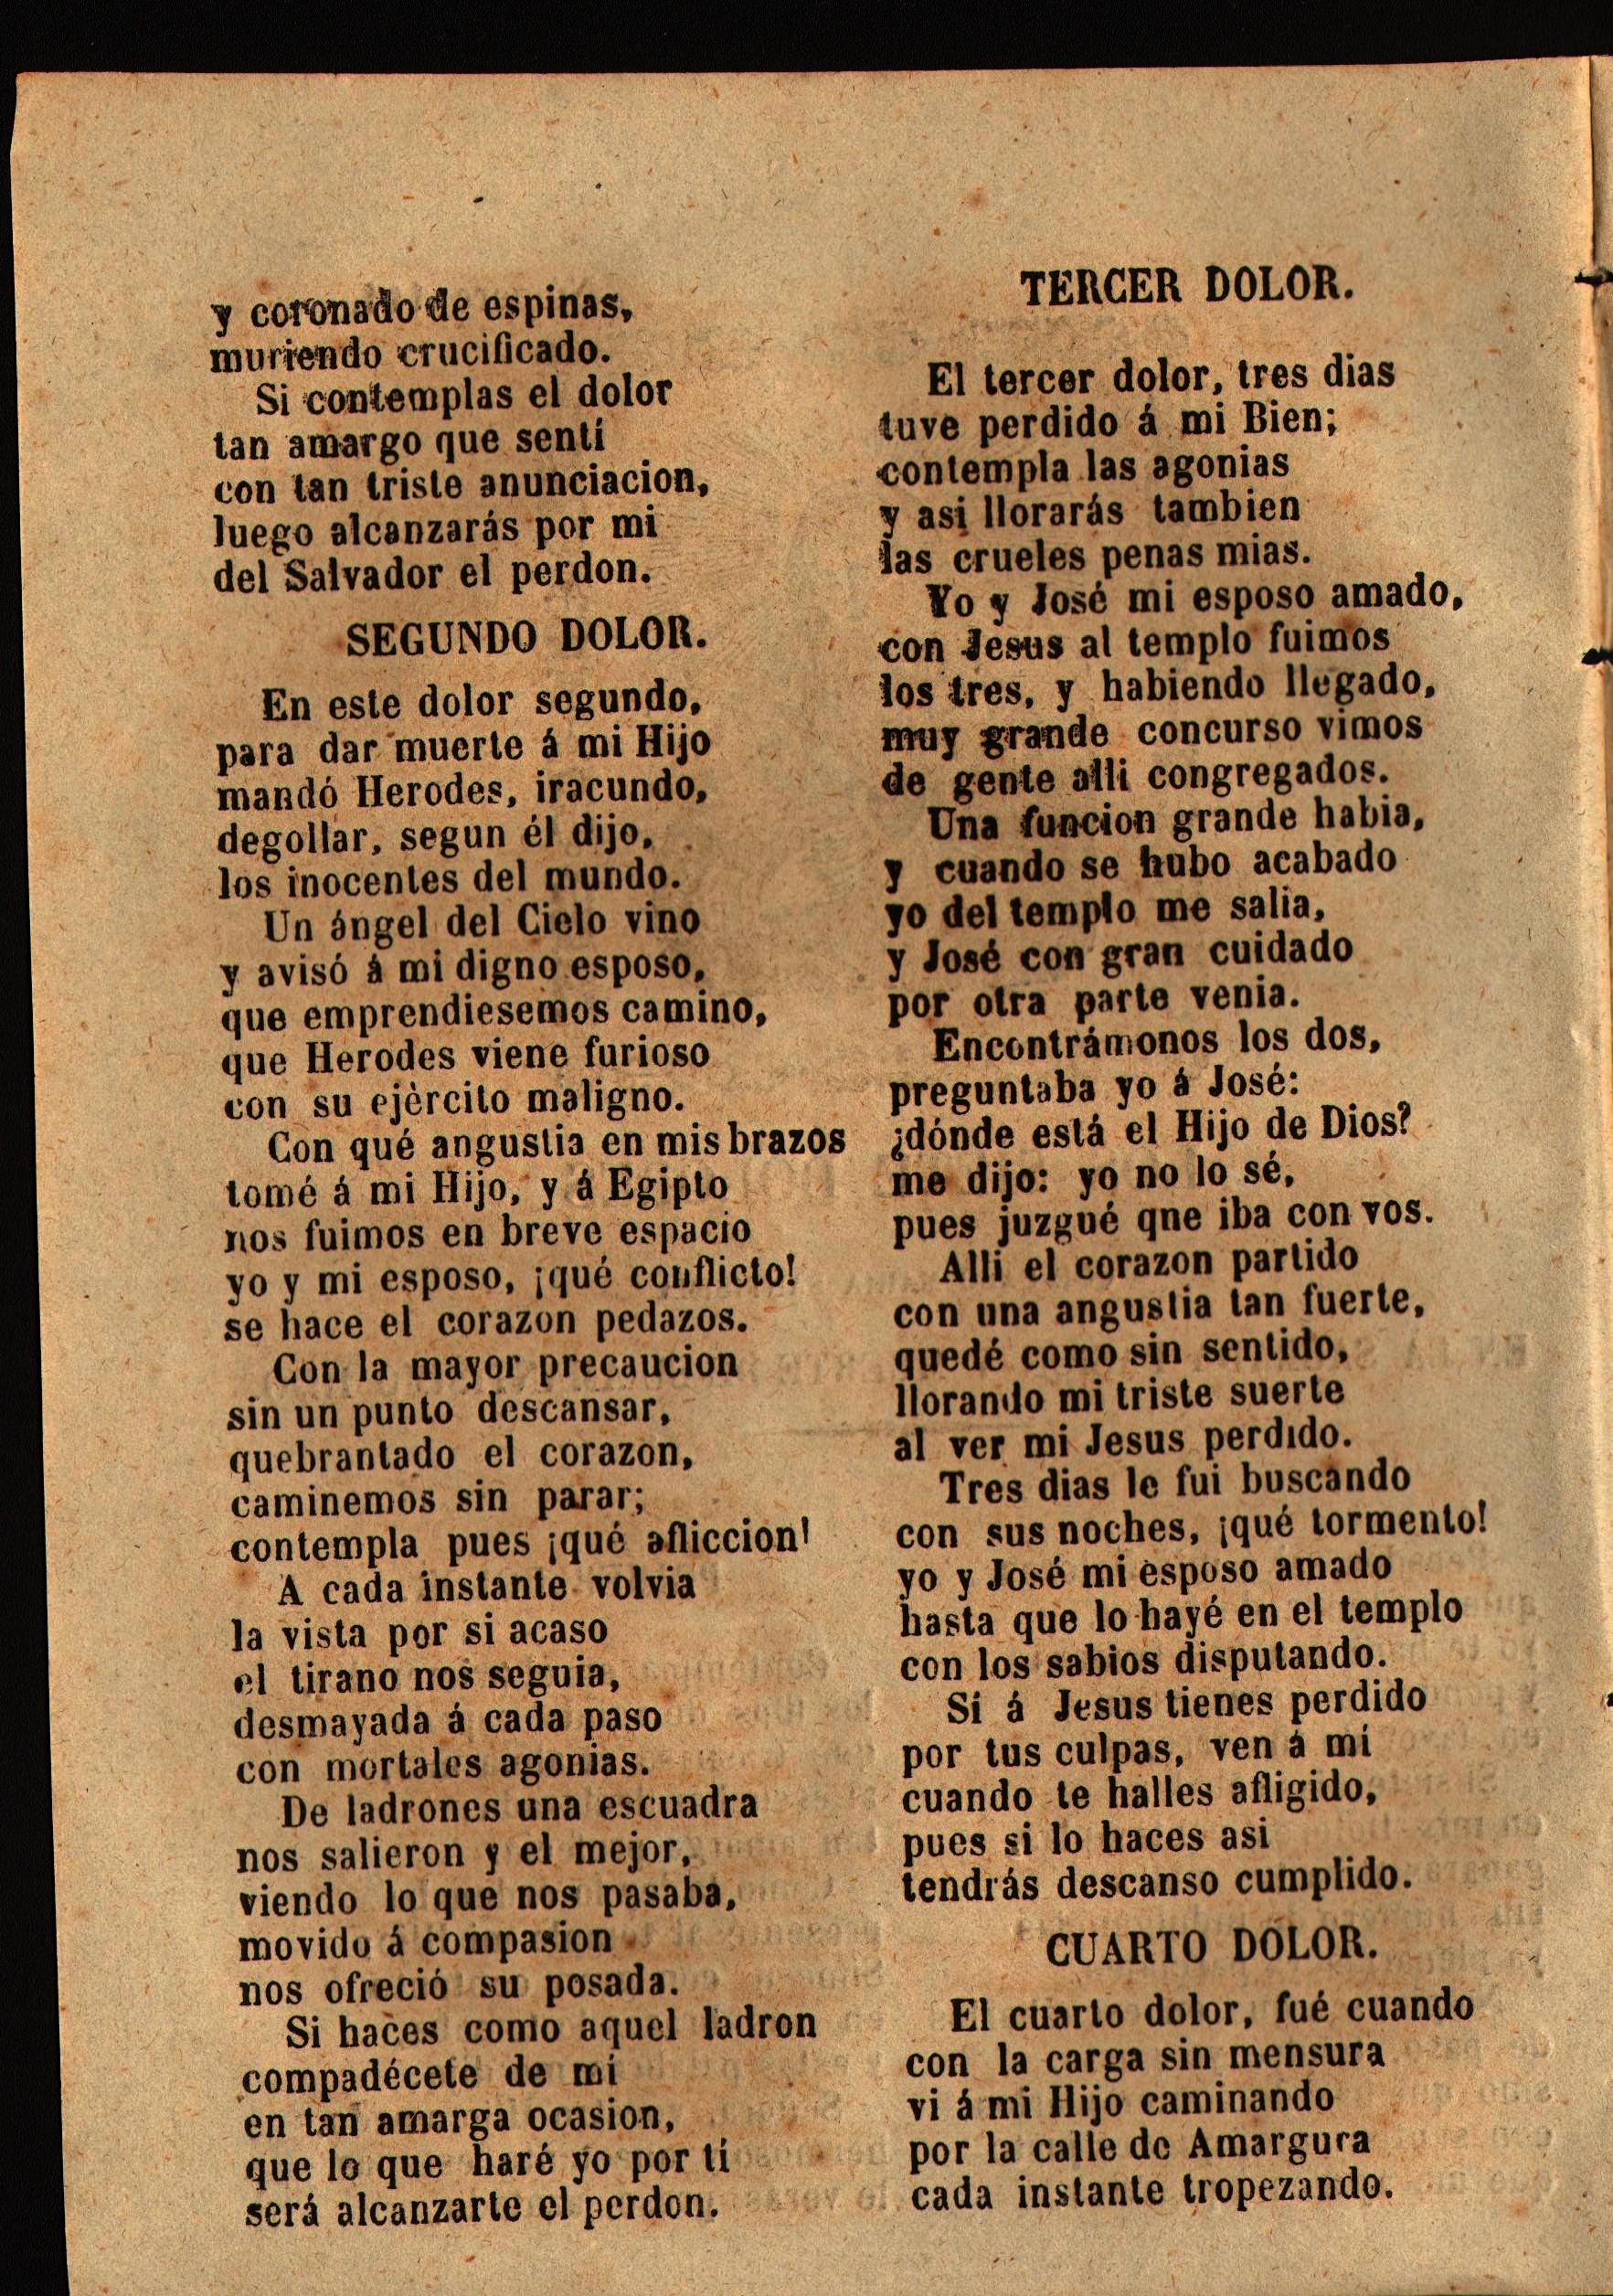 y coronado de espinas,
muriendo crucificado.
Si contemplas el dolor
tan amargo que sentí
con tan triste anunciacion,
luego alcanzarás por mi
del Salvador el perdon.
SEGUNDO DOLOR.
En este dolor segundo,
para dar muerte á mi Hijo
mandó Herodes, iracundo,
degollar, segun él dijo,
los inocentes del mundo.
Un ángel del Cielo vino
y avisó á mi digno esposo,
que emprendiesemos camino,
que Herodes viene furioso
con su ejèrcito maligno.
Con qué angustia en mis brazos
tomé á mi Hijo, y á Egipto
nos fuimos en breve espacio
yo y mi esposo, ¡qué conflicto!
se hace el corazon pedazos.
Con la mayor precaucion
sin un punto descansar,
quebrantado el corazon,
caminemos sin parar;
contempla pues ¡qué afliccion!
A cada instante volvia
la vista por si acaso
el tirano nos seguia,
desmayada á cada paso
con mortales agonias.
De ladrones una escuadra
nos salieron y el mejor,
viendo lo que nos pasaba,
movido á compasion
nos ofreció su posada.
Si haces como aquel ladron
compadécete de mí
en tan amarga ocasion,
que lo que haré yo por tí
será alcanzarte el perdon.
TERCER DOLOR.
El tercer dolor, tres dias
tuve perdido á mi Bien;
contempla las agonias
y asi llorarás tambien
las crueles penas mias.
Yo y José mi esposo amado,
con Jesus al templo fuimos
los tres, y habiendo llegado,
muy grande concurso vimos
de gente alli congregados.
Una funcion grande habia,
y cuando se hubo acabado
yo del templo me salia,
y José con gran cuidado
por otra parte venia.
Encontrámonos los dos,
preguntaba yo á José:
¿dónde está el Hijo de Dios?
me dijo: yo no lo sé,
pues juzgué qne iba con vos.
Alli el corazon partido
con una angustia tan fuerte,
quedé como sin sentido,
llorando mi triste suerte
al ver mi Jesus perdido.
Tres dias le fui buscando
con sus noches, ¡qué tormento!
yo y José mi esposo amado
hasta que lo hayé en el templo
con los sabios disputando.
Si á Jesus tienes perdido
por tus culpas, ven á mí
cuando te halles afligido,
pues si lo haces asi
tendrás descanso cumplido.
CUARTO DOLOR.
El cuarto dolor, fué cuando
con la carga sin mensura
vi á mi Hijo caminando
por la calle de Amargura
cada instante tropezando.